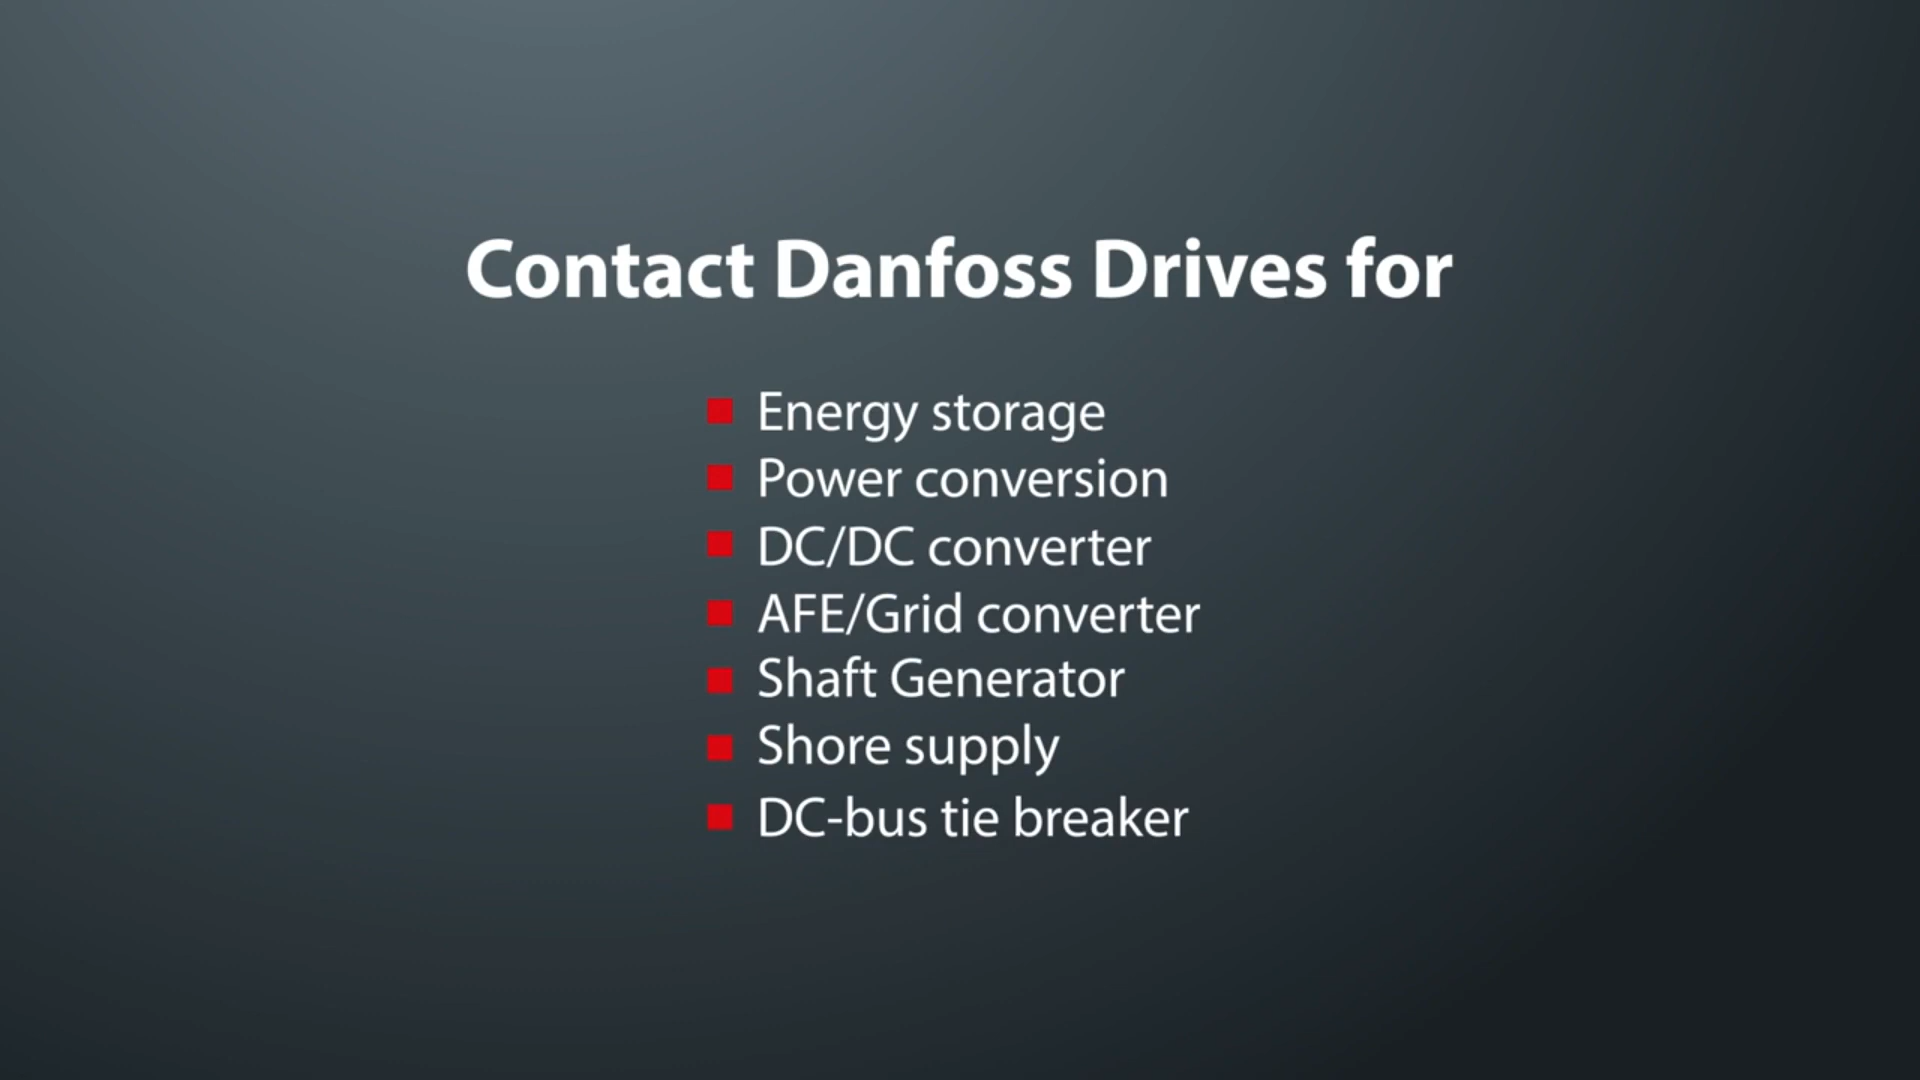 Contact Danfoss Drives for
Energy storage
Power conversion
DC/DC converter
AFE/Grid converter
Shaft Generator
Shore supply
DC-bus tie breaker